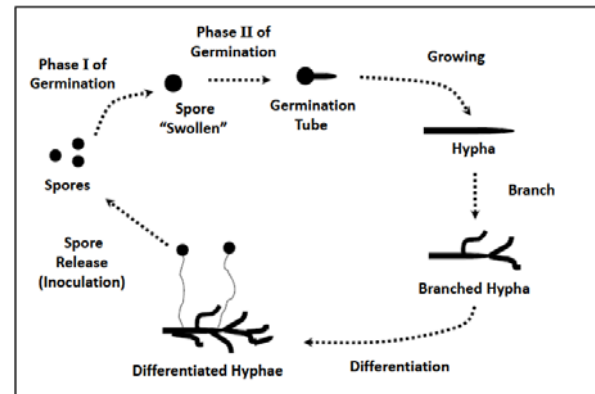 Phase I of
Germination
Phase II of
Germination
Spore
“Swollen”
Germination
Tube
Growing
Hypha
Branch
Branched Hypha
Differentiation
Differentiated Hyphae
Spore
Release
(Inoculation)
Spores